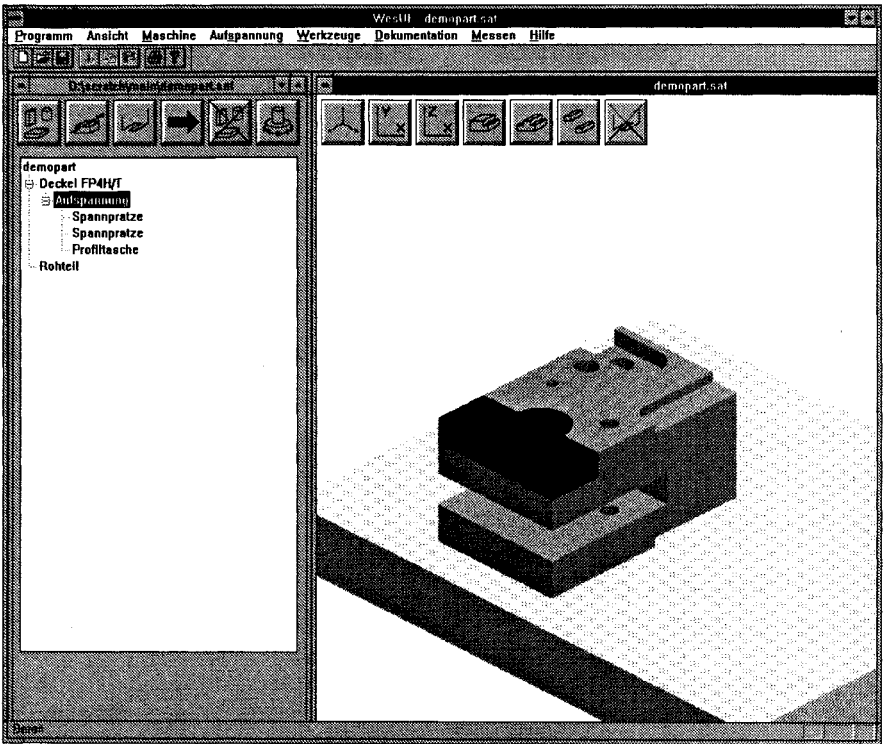 WesUI - demopart.sat
Programm Ansicht Maschine Aufspannung Werkzeuge Dokumentation Messen Hilfe
demopart.sat
Y X
Z X
demopart
Deckel FP4H/T
Aufspannung
Spannpratze
Spannpratze
Profiltasche
Rohteil